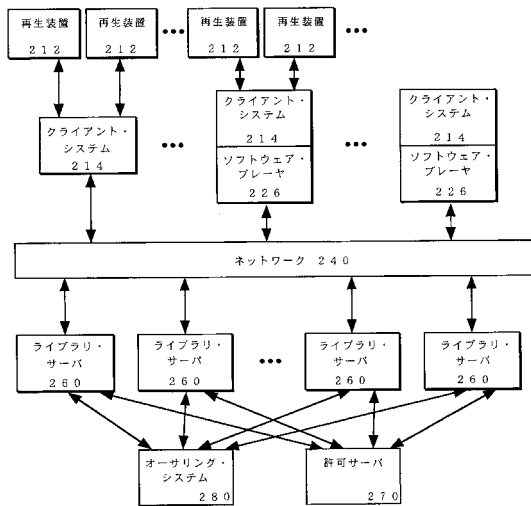 再生装置
212
再生装置
212
再生装置
212
再生装置
212
クライアント・
システム
214
クライアント・
システム
214
ソフトウェア・
プレーヤ
226
クライアント・
システム
214
ソフトウェア・
プレーヤ
226
ネットワーク 240
ライブラリ・
サーバ
260
ライブラリ・
サーバ
260
ライブラリ・
サーバ
260
ライブラリ・
サーバ
260
オーサリング・
システム
280
許可サーバ
270